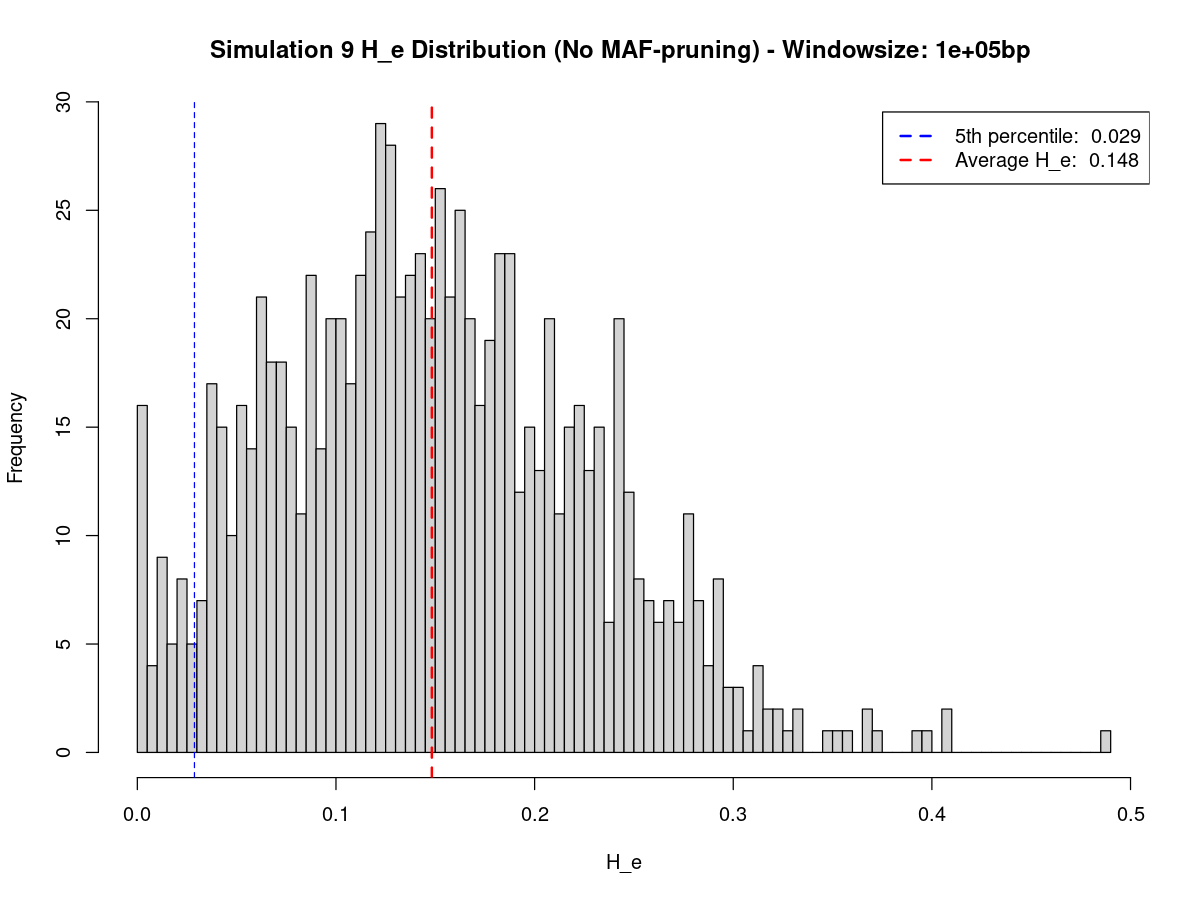 Simulation 9 H_e Distribution (No MAF-pruning) - Windowsize: 1e+05bp
5th percentile:  0.029
Average H_e:  0.148
Frequency
30
25
20
15
10
5
0
0.0 0.1 0.2 0.3 0.4 0.5
H_e